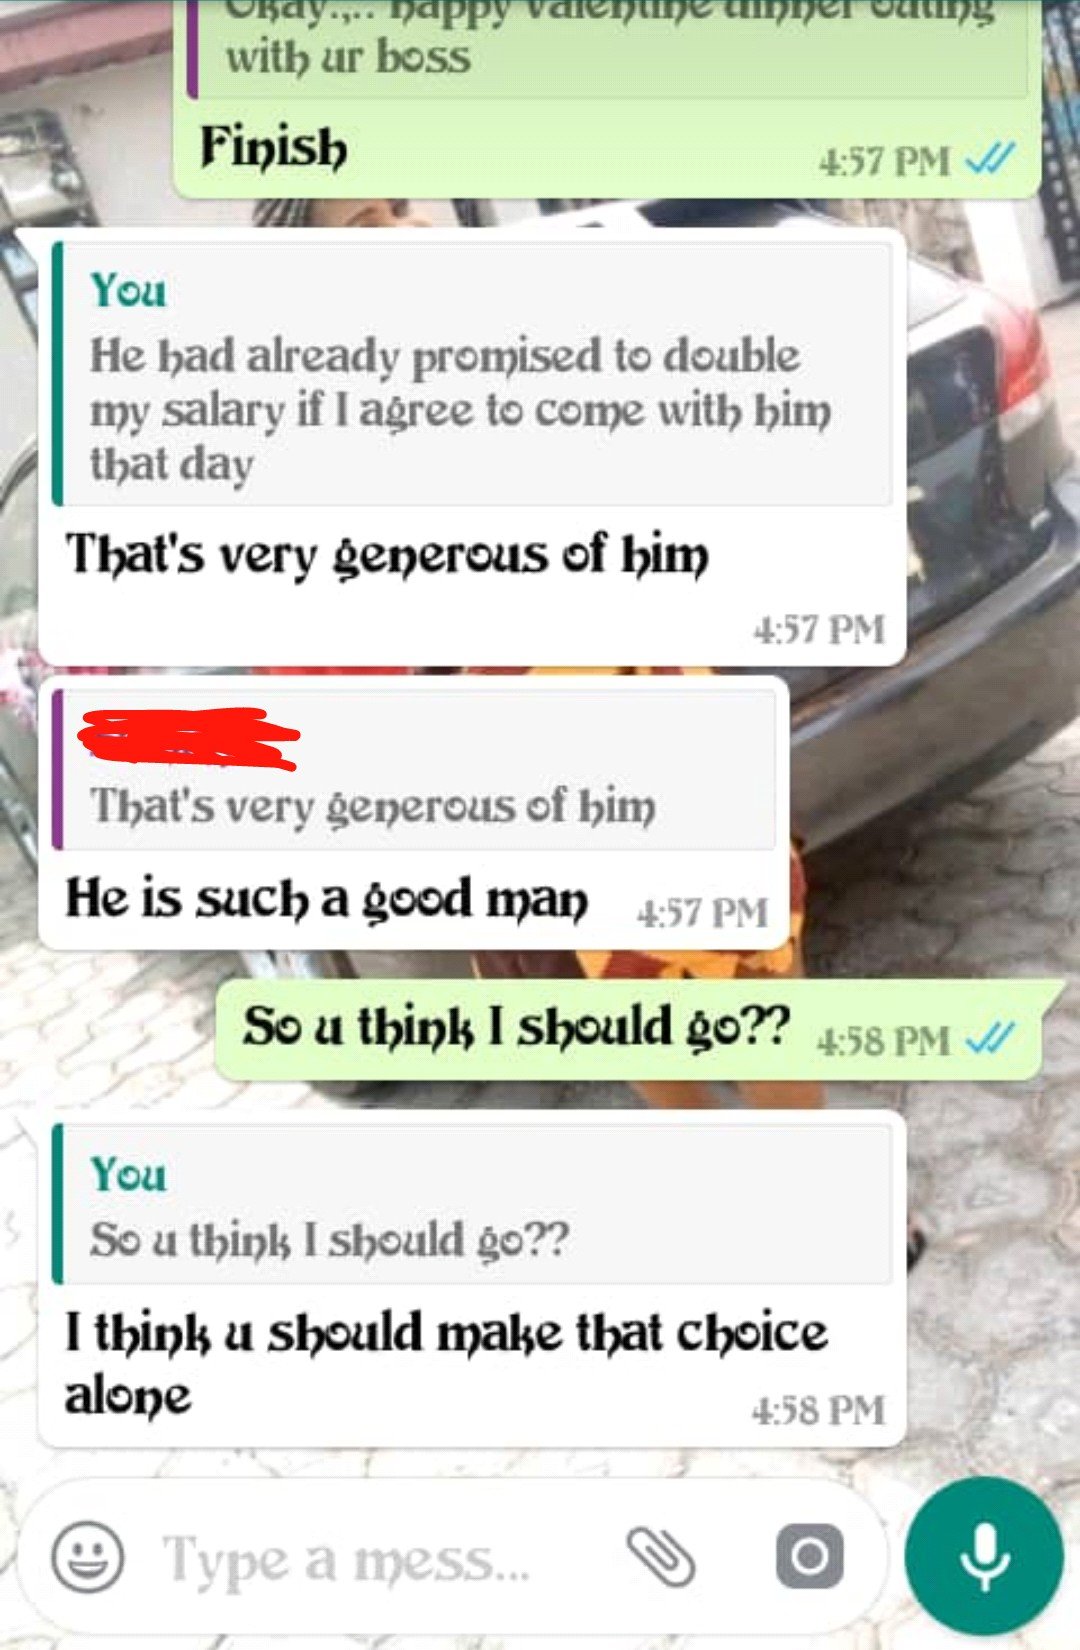 Okay.,.. happy valentine dinner outing
with ur boss
Finish
4:57 PM
You
He had already promised to double
my salary if I agree to come with him
that day
That's very generous of him
4:57 PM
That's very generous of him
He is such a good man 4:57 PM
So u think I should go?? 4:58 PM
You
So u think I should go??
I think u should make that choice
alone
4:58 PM
Type a mess...